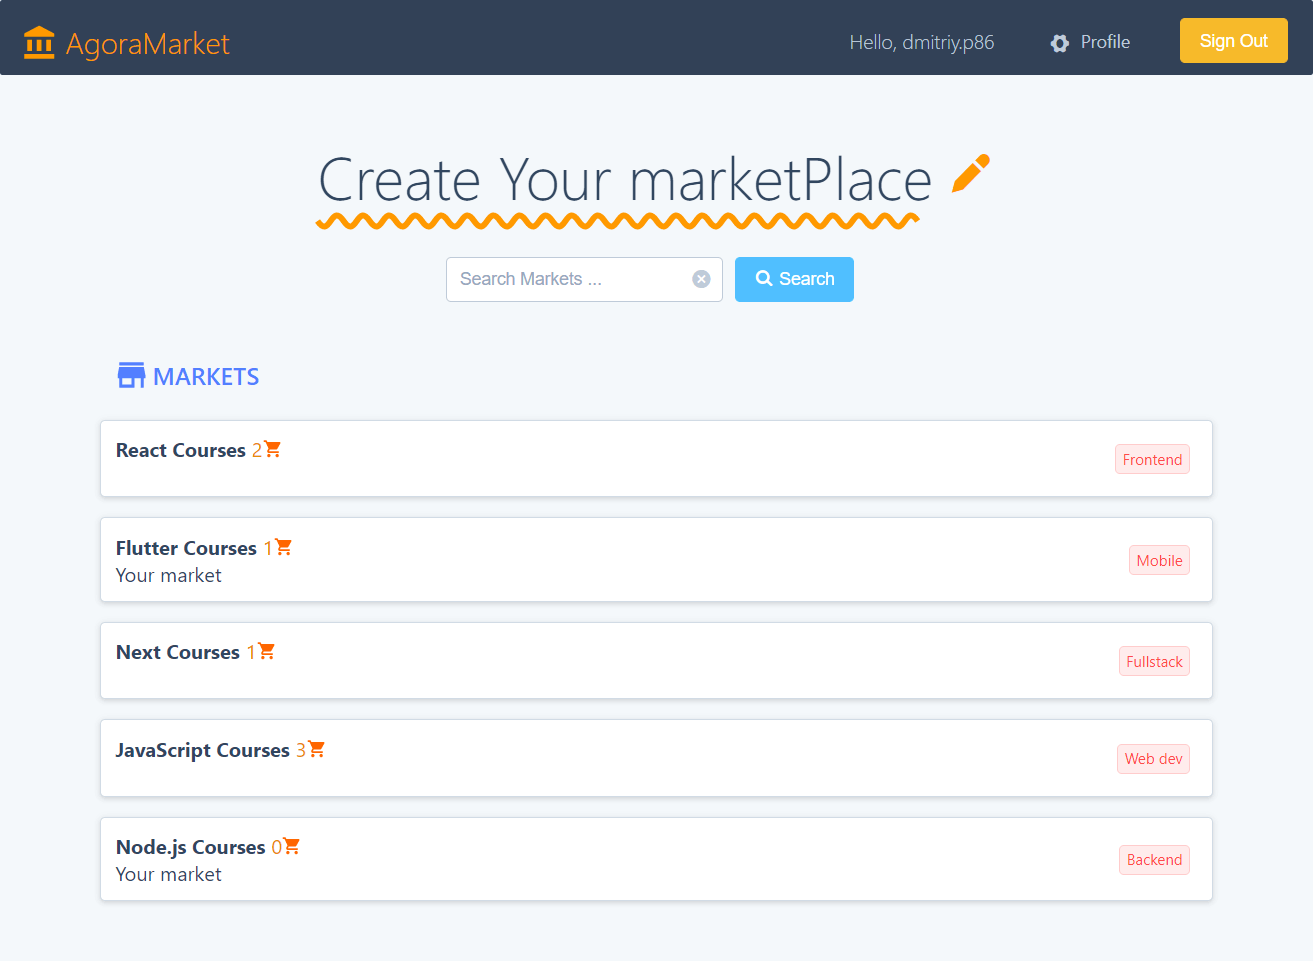 AgoraMarket
Hello, dmitriy.p86
Profile
Sign Out
Create Your marketPlace
Search Markets ...
Search
MARKETS
React Courses 2
Frontend
Flutter Courses 1
Your market
Mobile
Next Courses 1
Fullstack
JavaScript Courses 3
Web dev
Node.js Courses 0
Your market
Backend